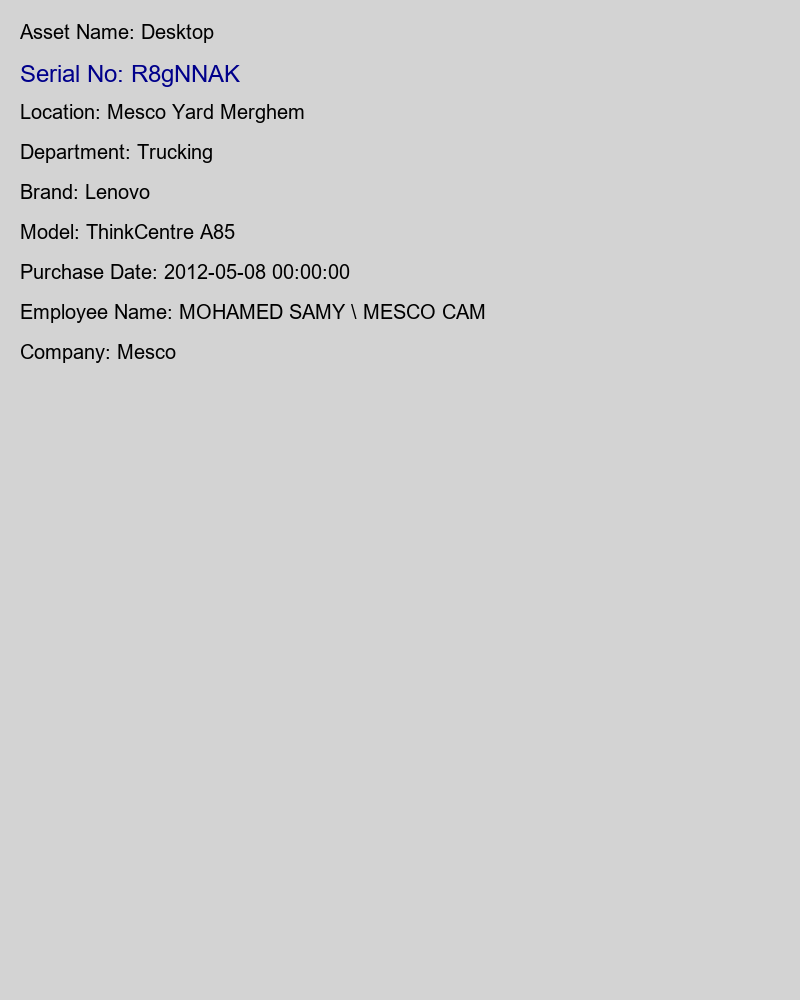 Asset Name: Desktop
Serial No: R8gNNAK
Location: Mesco Yard Merghem
Department: Trucking
Brand: Lenovo
Model: ThinkCentre A85
Purchase Date: 2012-05-08 00:00:00
Employee Name: MOHAMED SAMY \ MESCO CAM
Company: Mesco